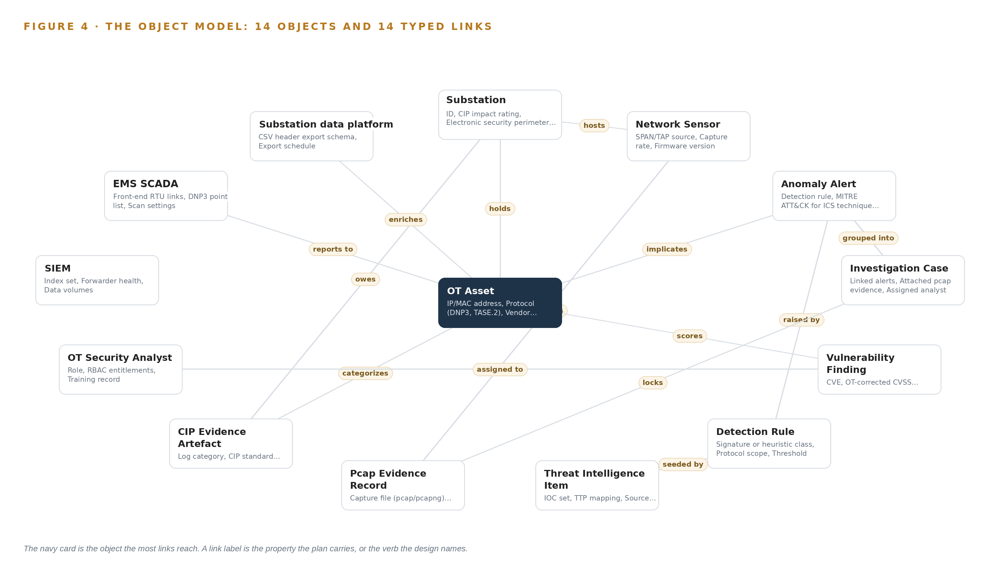 FIGURE 4 · THE OBJECT MODEL: 14 OBJECTS AND 14 TYPED LINKS
Substation
ID, CIP impact rating,
Electronic security perimeter…
Substation data platform
CSV header export schema,
Export schedule
hosts
Network Sensor
SPAN/TAP source, Capture
rate, Firmware version
EMS SCADA
Front-end RTU links, DNP3 point
list, Scan settings
Anomaly Alert
Detection rule, MITRE
ATT&CK for ICS technique…
holds
enriches
grouped into
reports to
implicates
SIEM
Index set, Forwarder health,
Data volumes
Investigation Case
Linked alerts, Attached pcap
evidence, Assigned analyst
owes
OT Asset
IP/MAC address, Protocol
(DNP3, TASE.2), Vendor…
raised by
scores
OT Security Analyst
Role, RBAC entitlements,
Training record
Vulnerability
Finding
CVE, OT-corrected CVSS…
categorizes
assigned to
locks
CIP Evidence
Artefact
Log category, CIP standard…
Detection Rule
Signature or heuristic class,
Protocol scope, Threshold
seeded by
Pcap Evidence
Record
Capture file (pcap/pcapng)…
Threat Intelligence
Item
IOC set, TTP mapping, Source…
The navy card is the object the most links reach. A link label is the property the plan carries, or the verb the design names.